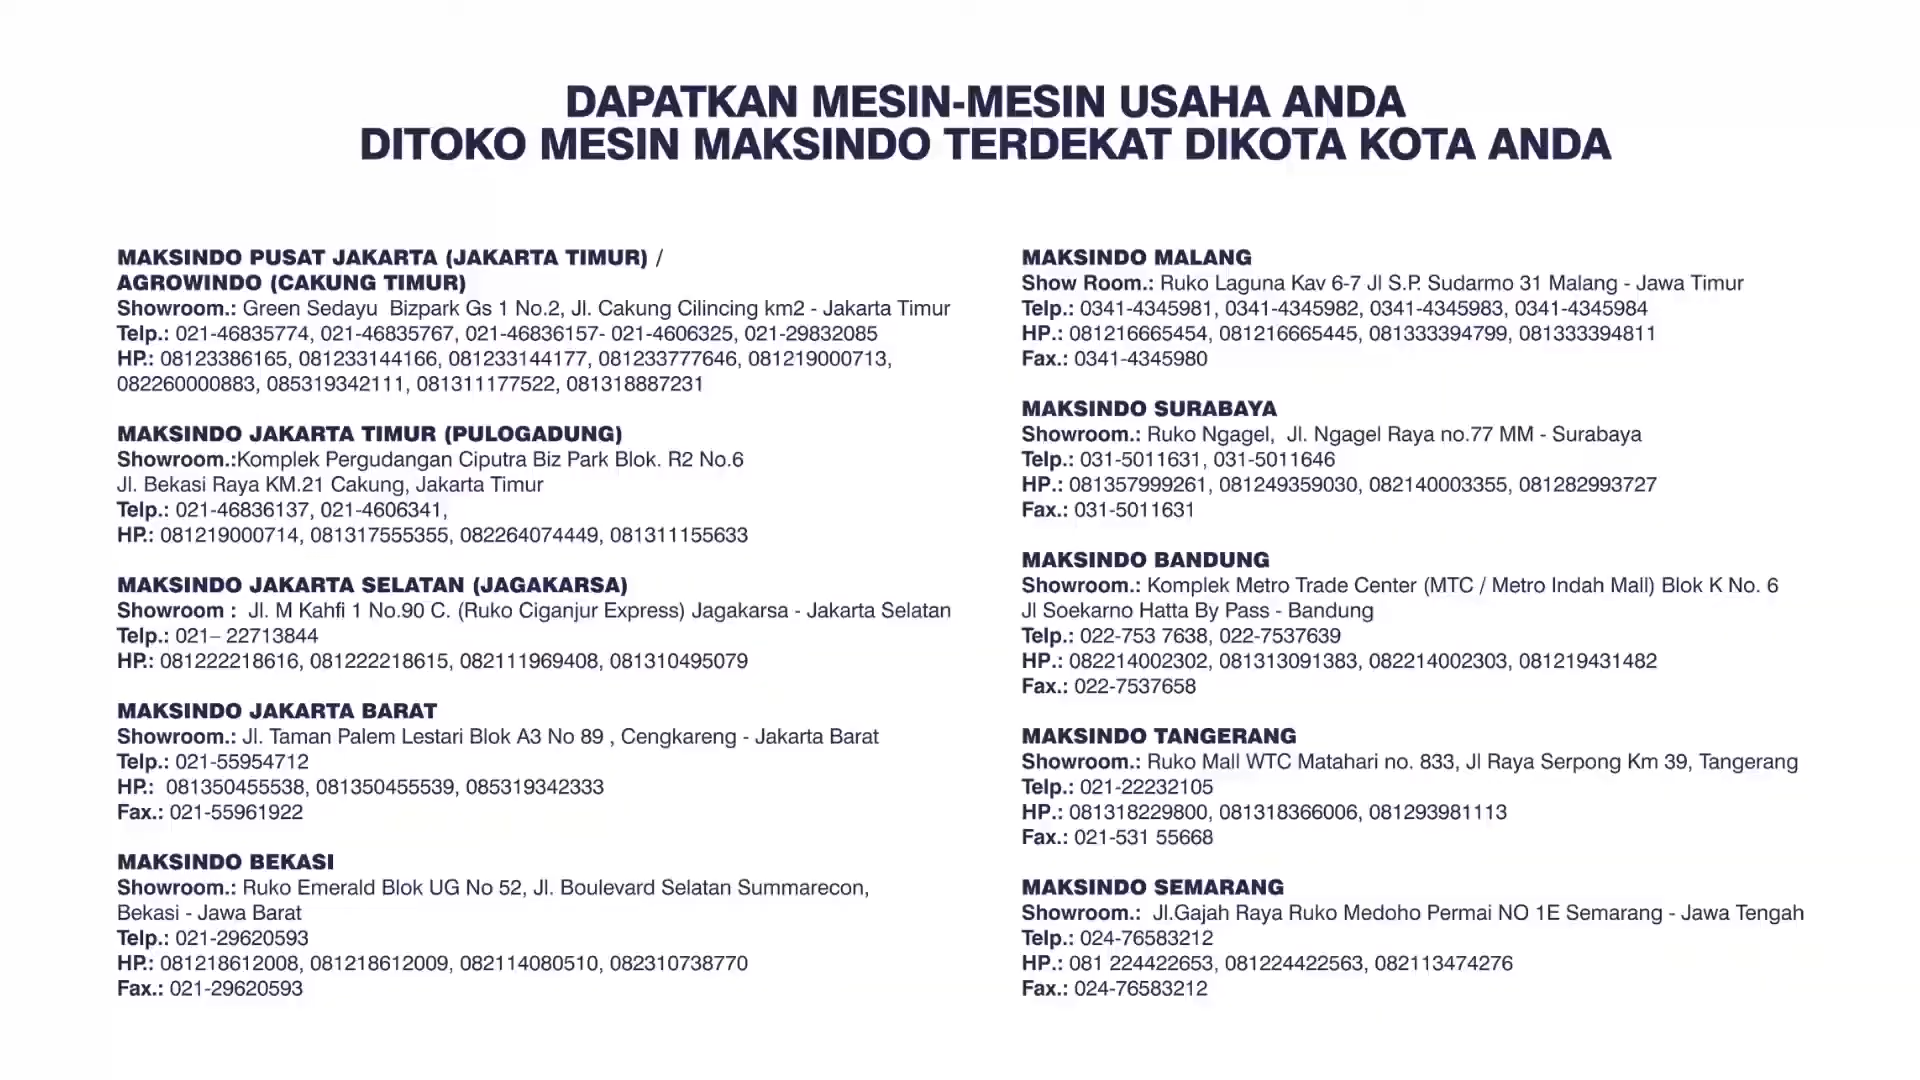 DAPATKAN MESIN-MESIN USAHA ANDA
DITOKO MESIN MAKSINDO TERDEKAT DIKOTA KOTA ANDA
MAKSINDO PUSAT JAKARTA (JAKARTA TIMUR) /
AGROWINDO (CAKUNG TIMUR)
Showroom.: Green Sedayu Bizpark Gs 1 No.2, Jl. Cakung Cilincing km2 - Jakarta Timur
Telp.: 021-46835774, 021-46835767, 021-46836157- 021-4606325, 021-29832085
HP.: 08123386165, 081233144166, 081233144177, 081233777646, 081219000713,
082260000883, 085319342111, 081311177522, 081318887231
MAKSINDO JAKARTA TIMUR (PULOGADUNG)
Showroom.:Komplek Pergudangan Ciputra Biz Park Blok. R2 No.6
Jl. Bekasi Raya KM.21 Cakung, Jakarta Timur
Telp.: 021-46836137, 021-4606341,
HP.: 081219000714, 081317555355, 082264074449, 081311155633
MAKSINDO JAKARTA SELATAN (JAGAKARSA)
Showroom : Jl. M Kahfi 1 No.90 C. (Ruko Ciganjur Express) Jagakarsa - Jakarta Selatan
Telp.: 021– 22713844
HP.: 081222218616, 081222218615, 082111969408, 081310495079
MAKSINDO JAKARTA BARAT
Showroom.: Jl. Taman Palem Lestari Blok A3 No 89 , Cengkareng - Jakarta Barat
Telp.: 021-55954712
HP.: 081350455538, 081350455539, 085319342333
Fax.: 021-55961922
MAKSINDO BEKASI
Showroom.: Ruko Emerald Blok UG No 52, Jl. Boulevard Selatan Summarecon,
Bekasi - Jawa Barat
Telp.: 021-29620593
HP.: 081218612008, 081218612009, 082114080510, 082310738770
Fax.: 021-29620593
MAKSINDO MALANG
Show Room.: Ruko Laguna Kav 6-7 Jl S.P. Sudarmo 31 Malang - Jawa Timur
Telp.: 0341-4345981, 0341-4345982, 0341-4345983, 0341-4345984
HP.: 081216665454, 081216665445, 081333394799, 081333394811
Fax.: 0341-4345980
MAKSINDO SURABAYA
Showroom.: Ruko Ngagel, Jl. Ngagel Raya no.77 MM - Surabaya
Telp.: 031-5011631, 031-5011646
HP.: 081357999261, 081249359030, 082140003355, 081282993727
Fax.: 031-5011631
MAKSINDO BANDUNG
Showroom.: Komplek Metro Trade Center (MTC / Metro Indah Mall) Blok K No. 6
Jl Soekarno Hatta By Pass - Bandung
Telp.: 022-753 7638, 022-7537639
HP.: 082214002302, 081313091383, 082214002303, 081219431482
Fax.: 022-7537658
MAKSINDO TANGERANG
Showroom.: Ruko Mall WTC Matahari no. 833, Jl Raya Serpong Km 39, Tangerang
Telp.: 021-22232105
HP.: 081318229800, 081318366006, 081293981113
Fax.: 021-531 55668
MAKSINDO SEMARANG
Showroom.: Jl.Gajah Raya Ruko Medoho Permai NO 1E Semarang - Jawa Tengah
Telp.: 024-76583212
HP.: 081 224422653, 081224422563, 082113474276
Fax.: 024-76583212